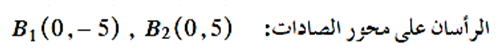 الرأسان على محور الصادات: B₁(0,−5) , B₂(0,5)